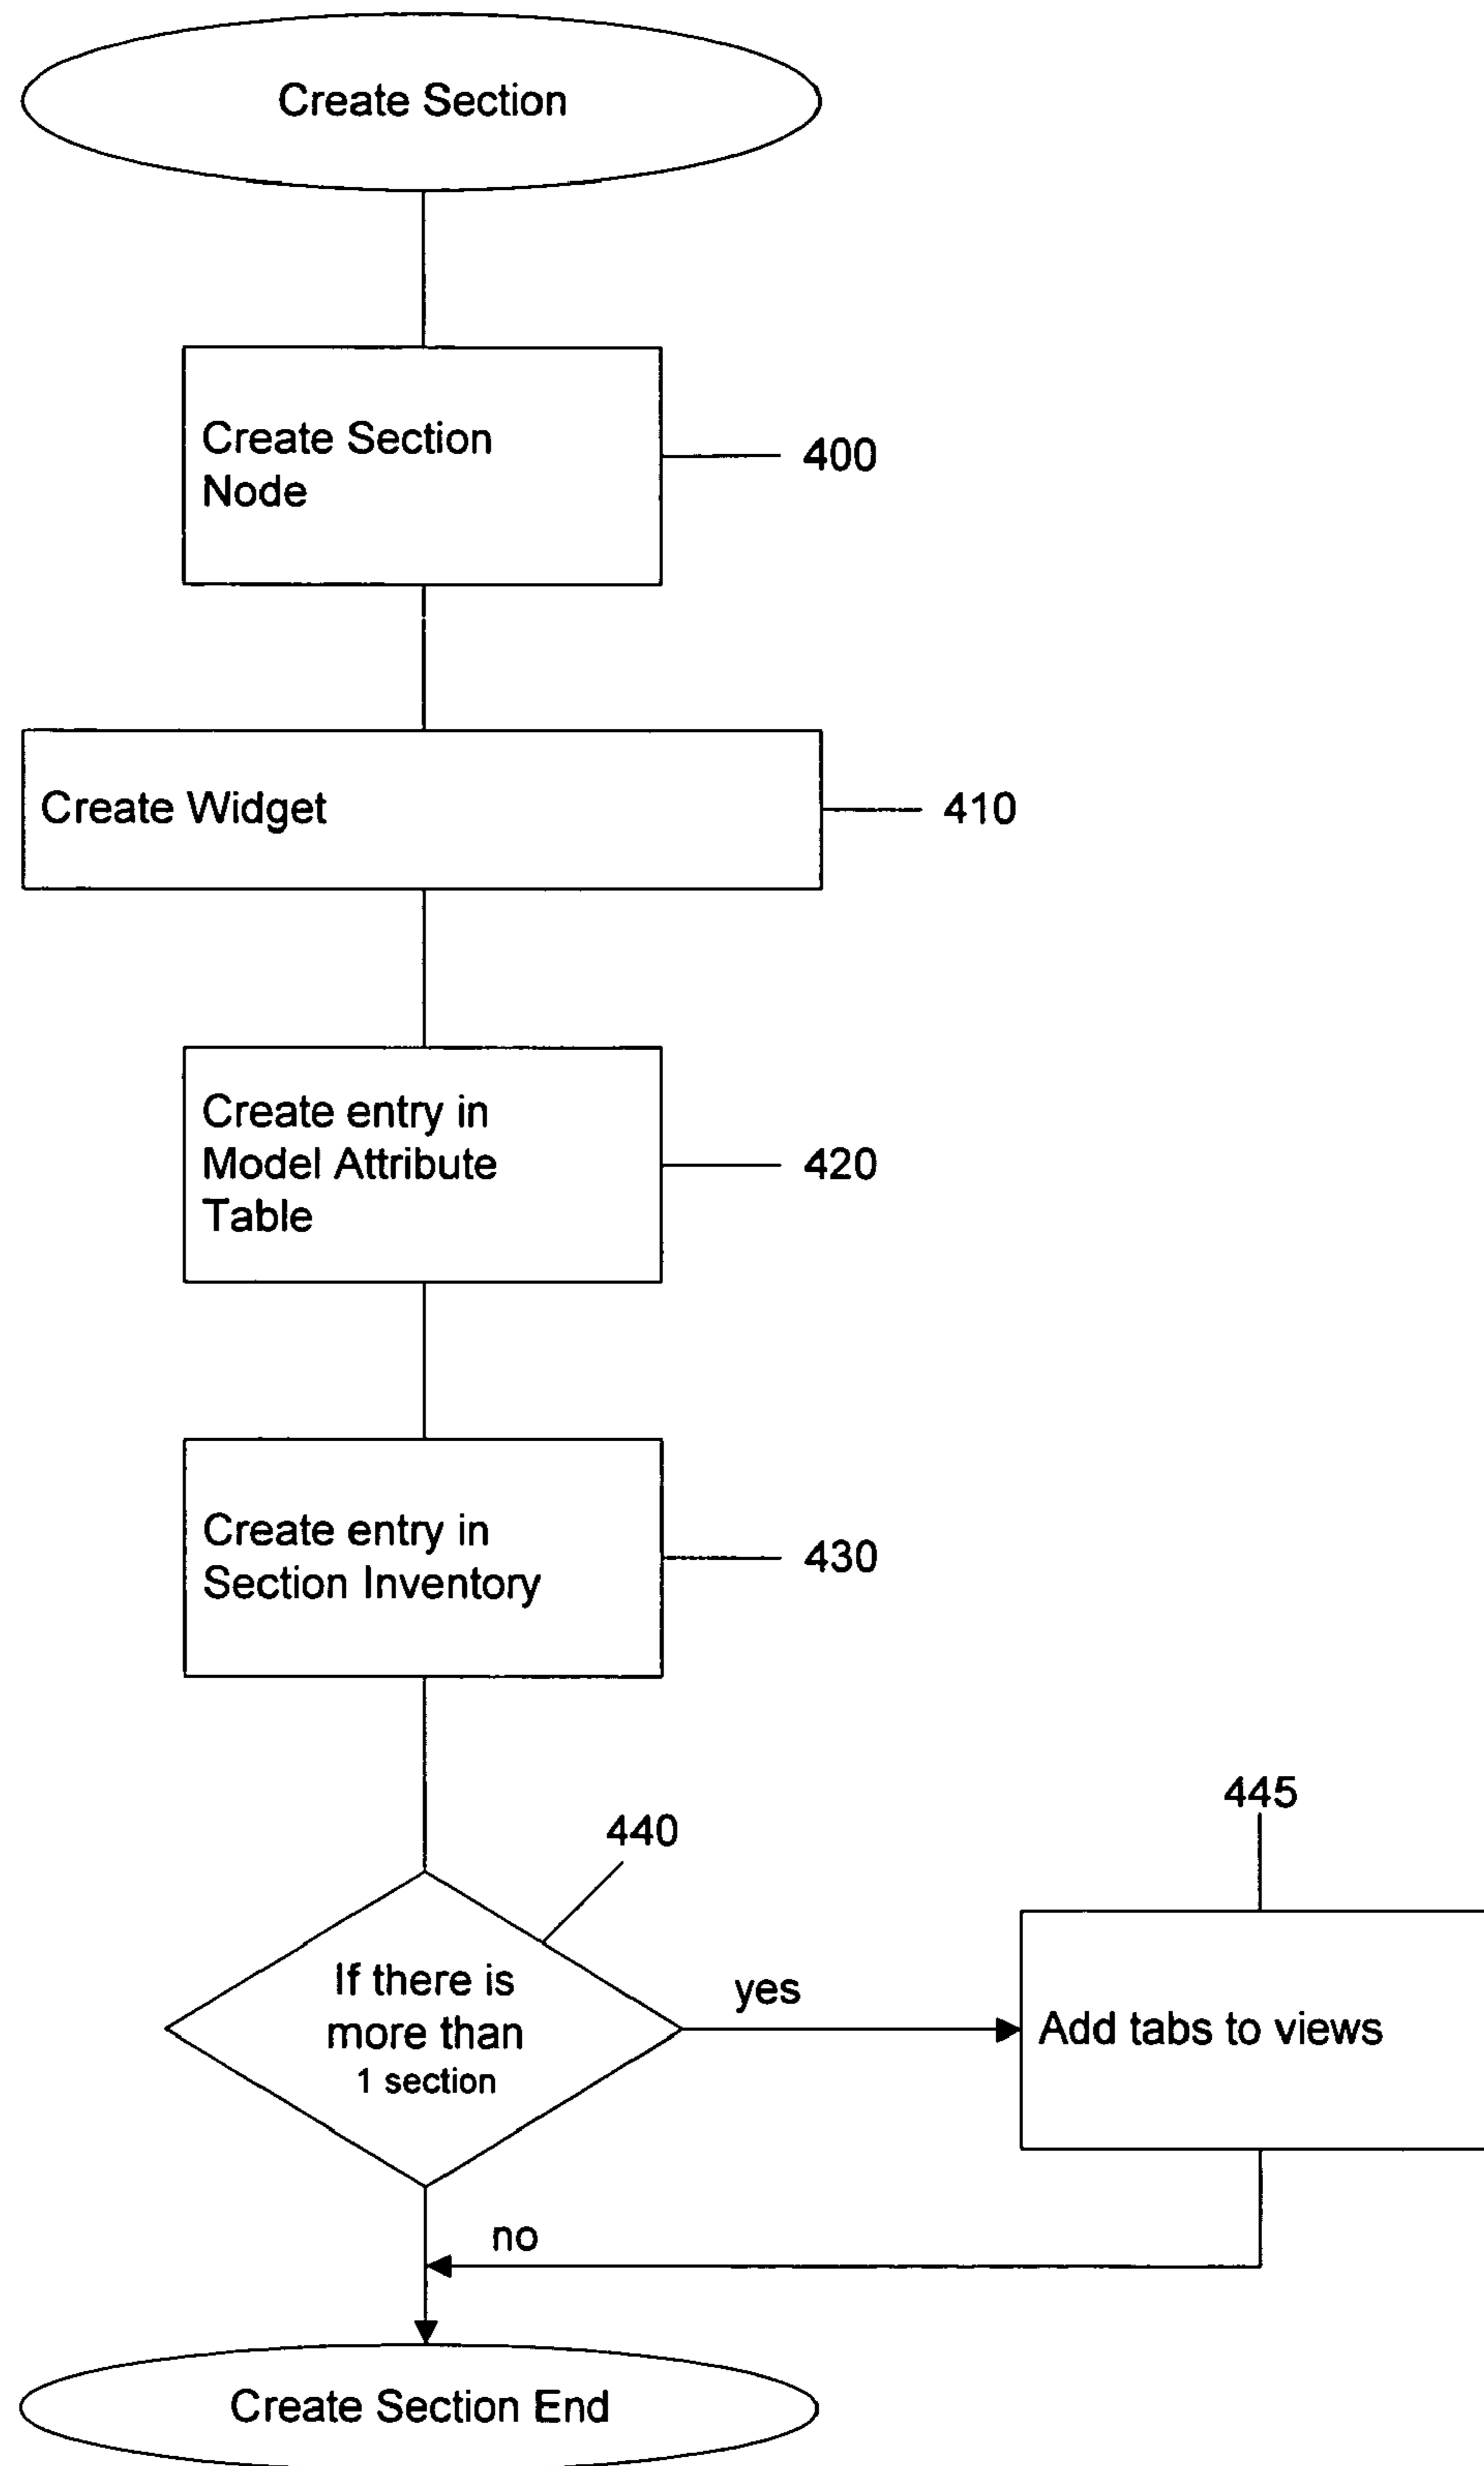 Create Section
Create Section
Node
400
Create Widget
410
Create entry in
Model Attribute
Table
420
Create entry in
Section Inventory
430
440
445
If there is
more than
1 section
yes
Add tabs to views
no
Create Section End